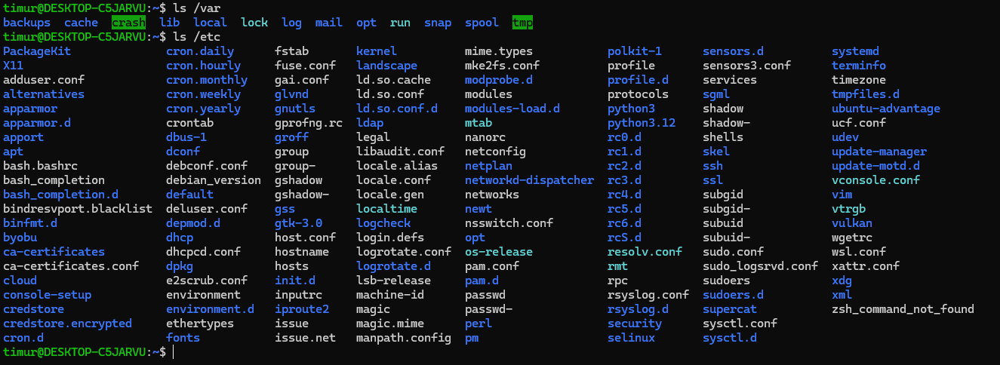 timur@DESKTOP-C5JARVU:~$ ls /var
backups cache crash lib local lock log mail opt run snap spool tmp
timur@DESKTOP-C5JARVU:~$ ls /etc
PackageKit cron.daily fstab kernel mime.types polkit-1 sensors.d systemd
X11 cron.hourly fuse.conf landscape mke2fs.conf profile sensors3.conf terminfo
adduser.conf cron.monthly gai.conf ld.so.cache modprobe.d profile.d services timezone
alternatives cron.weekly glvnd ld.so.conf modules protocols sgml tmpfiles.d
apparmor cron.yearly gnutls ld.so.conf.d modules-load.d python3 shadow ubuntu-advantage
apparmor.d crontab gprofng.rc ldap mtab python3.12 shadow- ucf.conf
apport dbus-1 groff legal nanorc rc0.d shells udev
apt dconf group libaudit.conf netconfig rc1.d skel update-manager
bash.bashrc debconf.conf group- locale.alias netplan rc2.d ssh update-motd.d
bash_completion debian_version gshadow locale.conf networkd-dispatcher rc3.d ssl vconsole.conf
bash_completion.d default gshadow- locale.gen networks rc4.d subgid vim
bindresvport.blacklist deluser.conf gss localtime newt rc5.d subgid- vtrgb
binfmt.d depmod.d gtk-3.0 logcheck nsswitch.conf rc6.d subuid vulkan
byobu dhcp host.conf login.defs opt rcS.d subuid- wgetrc
ca-certificates dhcpcd.conf hostname logrotate.conf os-release resolv.conf sudo.conf wsl.conf
ca-certificates.conf dpkg hosts logrotate.d pam.conf rmt sudo_logsrvd.conf xattr.conf
cloud e2scrub.conf init.d lsb-release pam.d rpc sudoers xdg
console-setup environment inputrc machine-id passwd rsyslog.conf sudoers.d xml
credstore environment.d iproute2 magic passwd- rsyslog.d supercat zsh_command_not_found
credstore.encrypted ethertypes issue magic.mime perl security sysctl.conf
cron.d fonts issue.net manpath.config pm selinux sysctl.d
timur@DESKTOP-C5JARVU:~$